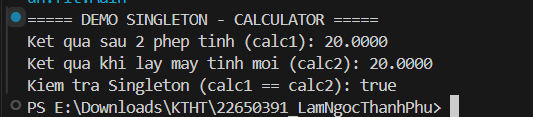 ===== DEMO SINGLETON - CALCULATOR =====
Ket qua sau 2 phep tinh (calc1): 20.0000
Ket qua khi lay may tinh moi (calc2): 20.0000
Kiem tra Singleton (calc1 == calc2): true
PS E:\Downloads\KTHT\22650391_LamNgocThanhPhu>